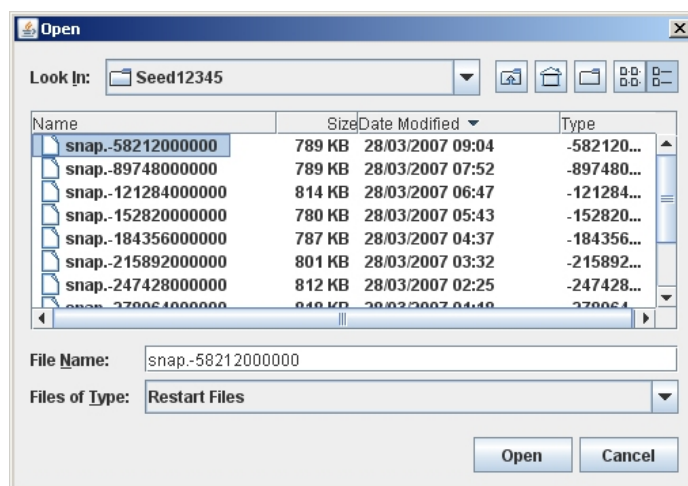 Open
Look In: Seed12345
Name Size Date Modified Type
snap.-58212000000 789 KB 28/03/2007 09:04 -582120...
snap.-89748000000 789 KB 28/03/2007 07:52 -897480...
snap.-121284000000 814 KB 28/03/2007 06:47 -121284...
snap.-152820000000 780 KB 28/03/2007 05:43 -152820...
snap.-184356000000 787 KB 28/03/2007 04:37 -184356...
snap.-215892000000 801 KB 28/03/2007 03:32 -215892...
snap.-247428000000 812 KB 28/03/2007 02:25 -247428...
File Name: snap.-58212000000
Files of Type: Restart Files
Open Cancel